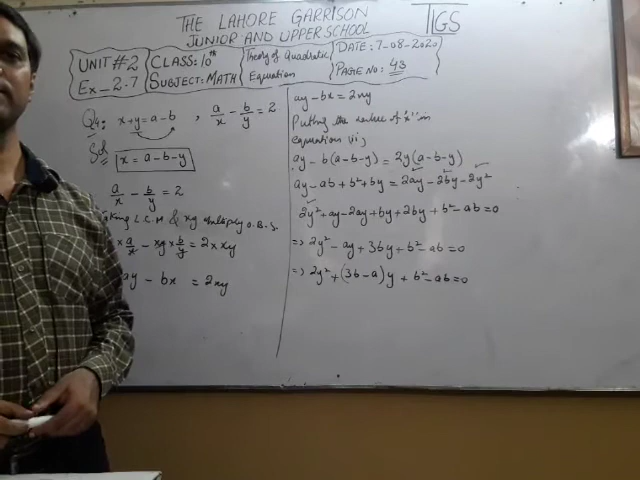 THE LAHORE GARRISON
JUNIOR AND UPPER SCHOOL
TIGS
UNIT #2
Ex_2.7
CLASS: 10th
SUBJECT: MATH
Theory of Quadratic
Equation
DATE: 7-08-2020
PAGE NO: 43
Q4: x+y=a-b , a/x - b/y = 2
Sol
x = a-b-y
a/x - b/y = 2
Taking L.C.M & xy multiply O.B.S.
x a/x - xy x b/y = 2 x xy
ay - bx = 2xy
ay - bx = 2xy
Putting the value of "x" in
equation (ii)
ay - b(a-b-y) = 2y(a-b-y)
ay - ab + b² + by = 2ay - 2by - 2y²
2y² + ay - 2ay + by + 2by + b² - ab = 0
=> 2y² - ay + 3by + b² - ab = 0
=> 2y² + (3b-a)y + b² - ab = 0